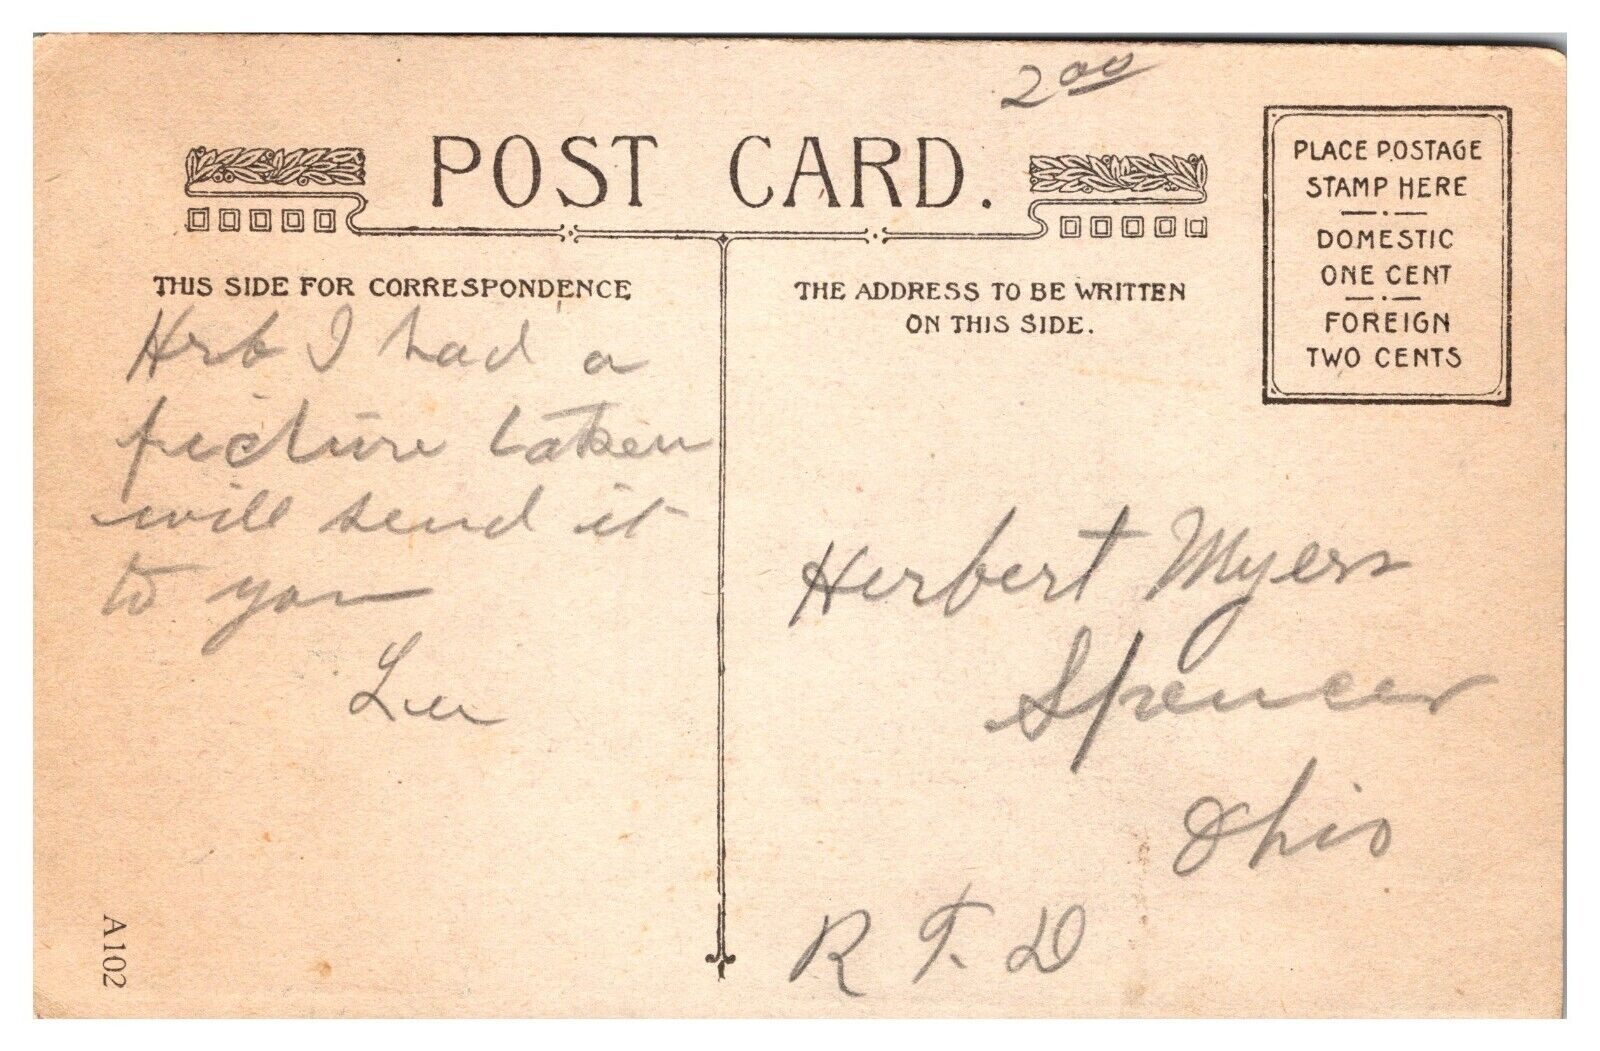 2 00
POST CARD.
PLACE POSTAGE
STAMP HERE
DOMESTIC
ONE CENT
FOREIGN
TWO CENTS
THIS SIDE FOR CORRESPONDENCE
Herb I had a
picture taken
will send it
to you
Lu
THE ADDRESS TO BE WRITTEN
ON THIS SIDE.
Herbert Myers
Spencer
Ohio
R F. D
A102